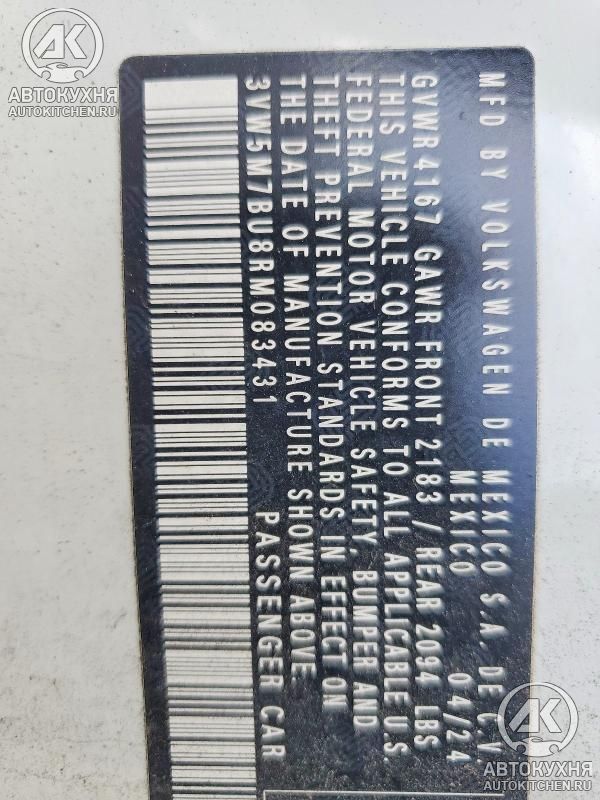 MFD BY VOLKSWAGEN DE MEXICO S.A. DE C.V.
MEXICO 04/24
GVWR 4167 GAWR FRONT 2183 / REAR 2094 LBS
THIS VEHICLE CONFORMS TO ALL APPLICABLE U.S.
FEDERAL MOTOR VEHICLE SAFETY, BUMPER AND
THEFT PREVENTION STANDARDS IN EFFECT ON
THE DATE OF MANUFACTURE SHOWN ABOVE
3VW5M7BU8RM083431 PASSENGER CAR
АК
АВТОКУХНЯ
AUTOKITCHEN.RU
АК
АВТОКУХНЯ
AUTOKITCHEN.RU